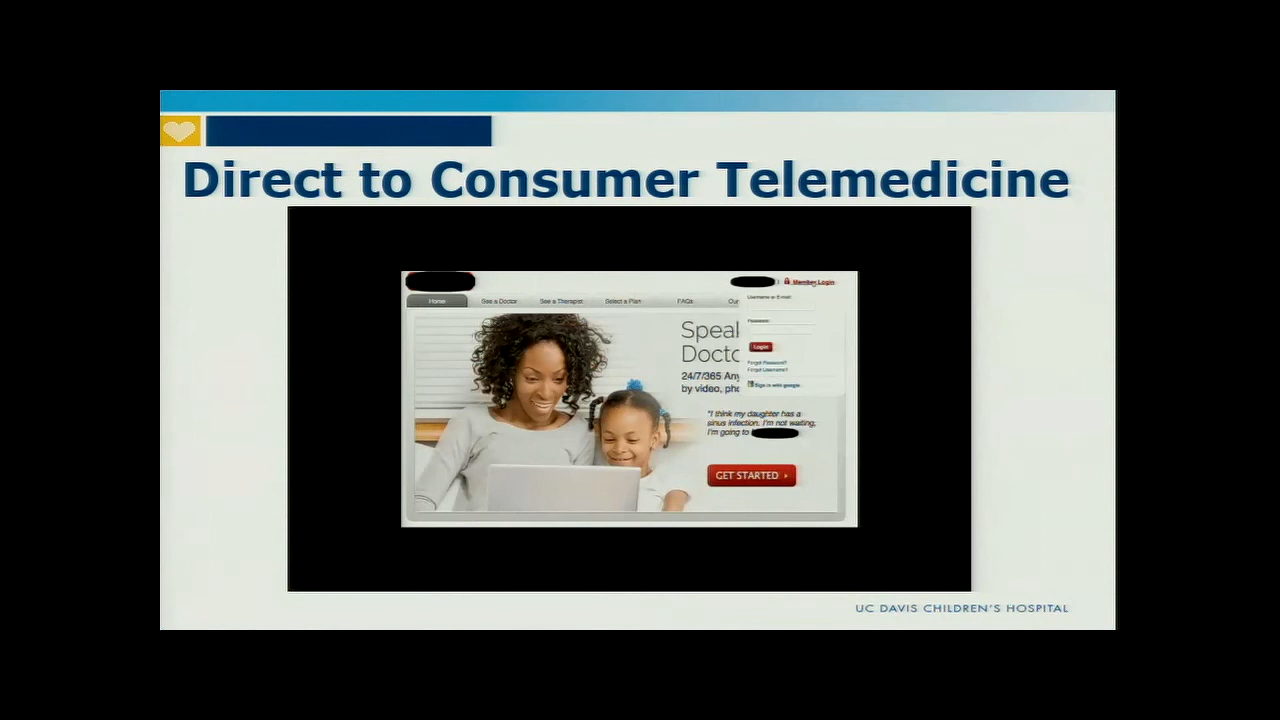 Direct to Consumer Telemedicine
Member Login
Home See a Doctor See a Therapist Select a Plan FAQs Our
Username or E-mail
Password
Login
Forgot Password?
Forgot Username?
Sign in with google
Speak
Docto
24/7/365 Any
by video, pho
"I think my daughter has a
sinus infection. I'm not waiting,
I'm going to
GET STARTED
UC DAVIS CHILDREN'S HOSPITAL